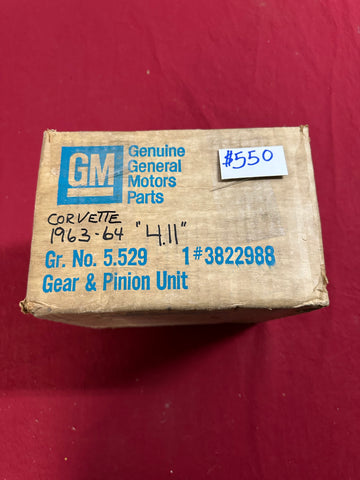 GM
Genuine
General
Motors
Parts
#550
CORVETTE
1963-64 "4.11"
Gr. No. 5.529 1#3822988
Gear & Pinion Unit